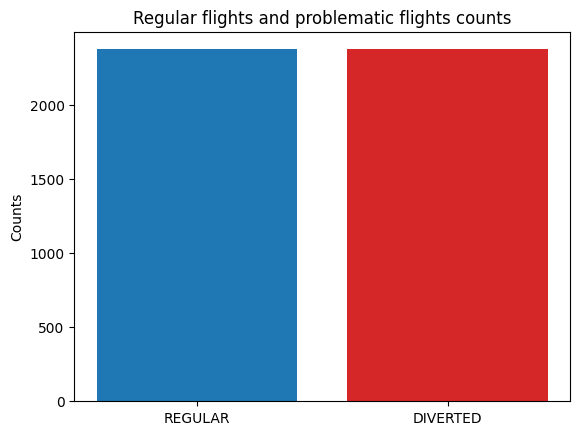 Regular flights and problematic flights counts
Counts
2000
1500
1000
500
0
REGULAR
DIVERTED